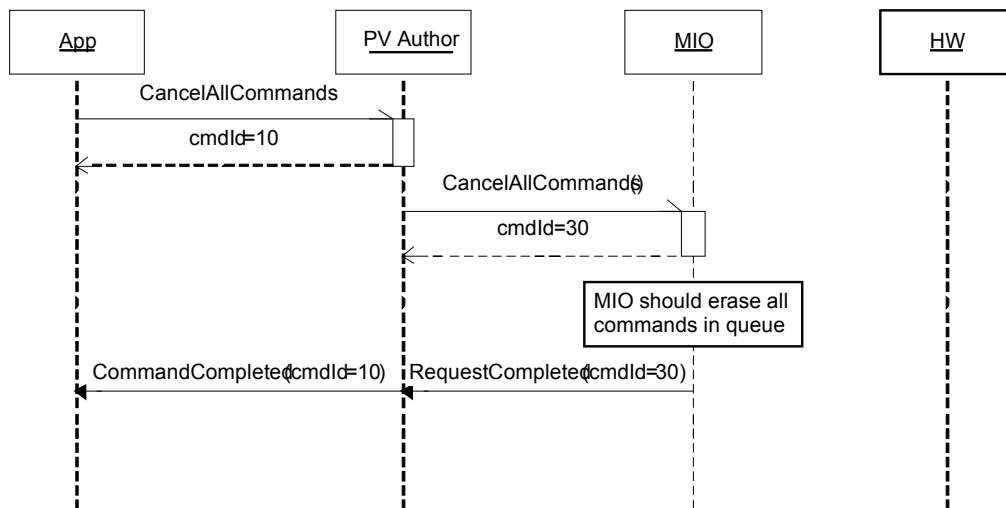 App
PV Author
MIO
HW
CancelAllCommands
cmdId=10
CancelAllCommands()
cmdId=30
MIO should erase all
commands in queue
CommandCompleted(cmdId=10)
RequestCompleted(cmdId=30)